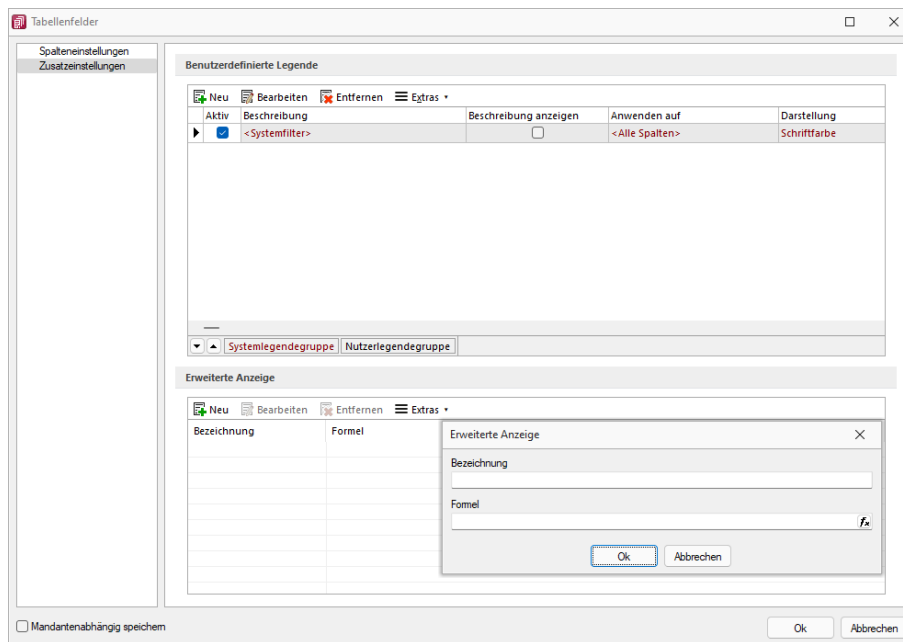 Tabellenfelder
Spalteneinstellungen
Zusatzeinstellungen
Benutzerdefinierte Legende
Neu Bearbeiten Entfernen Extras
Aktiv Beschreibung Beschreibung anzeigen Anwenden auf Darstellung
<Systemfilter> <Alle Spalten> Schriftfarbe
Systemlegendegruppe Nutzerlegendegruppe
Erweiterte Anzeige
Neu Bearbeiten Entfernen Extras
Bezeichnung Formel
Erweiterte Anzeige
Bezeichnung
Formel
fx
Ok Abbrechen
Mandantenabhängig speichern
Ok Abbrechen